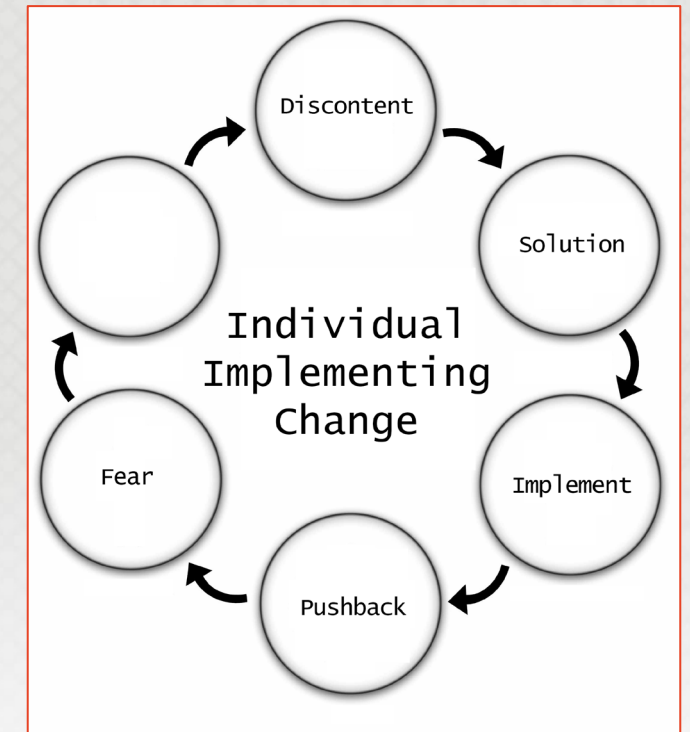 Discontent
Solution
Individual
Implementing
Change
Fear
Implement
Pushback